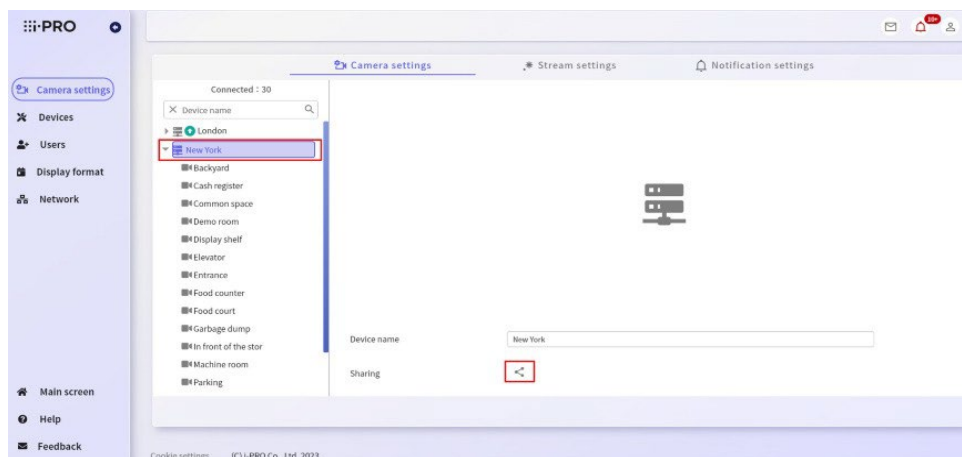 i-PRO
30+
Camera settings
Devices
Users
Display format
Network
Main screen
Help
Feedback
Camera settings
Stream settings
Notification settings
Connected : 30
Device name
London
New York
Backyard
Cash register
Common space
Demo room
Display shelf
Elevator
Entrance
Food counter
Food court
Garbage dump
In front of the stor
Machine room
Parking
Device name
New York
Sharing
Cookie settings (C) i-PRO Co., Ltd. 2023